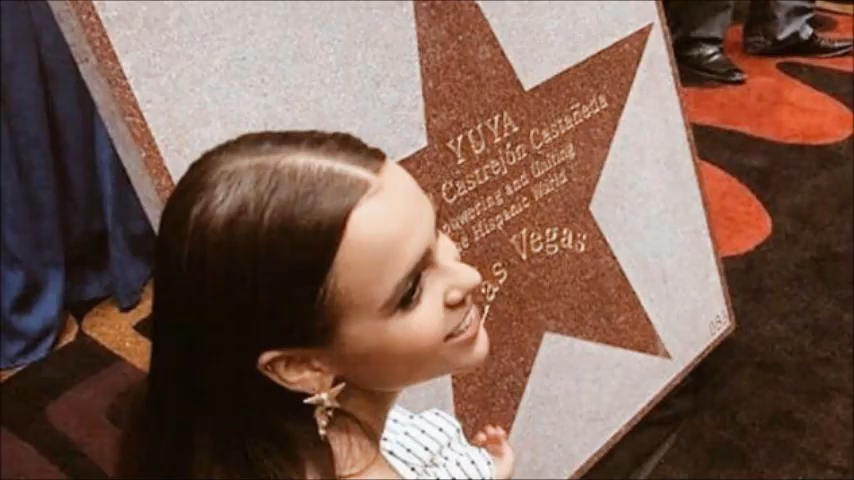 YUYA
Castrejón Castañeda
and Uniting
Hispanic World
Vegas